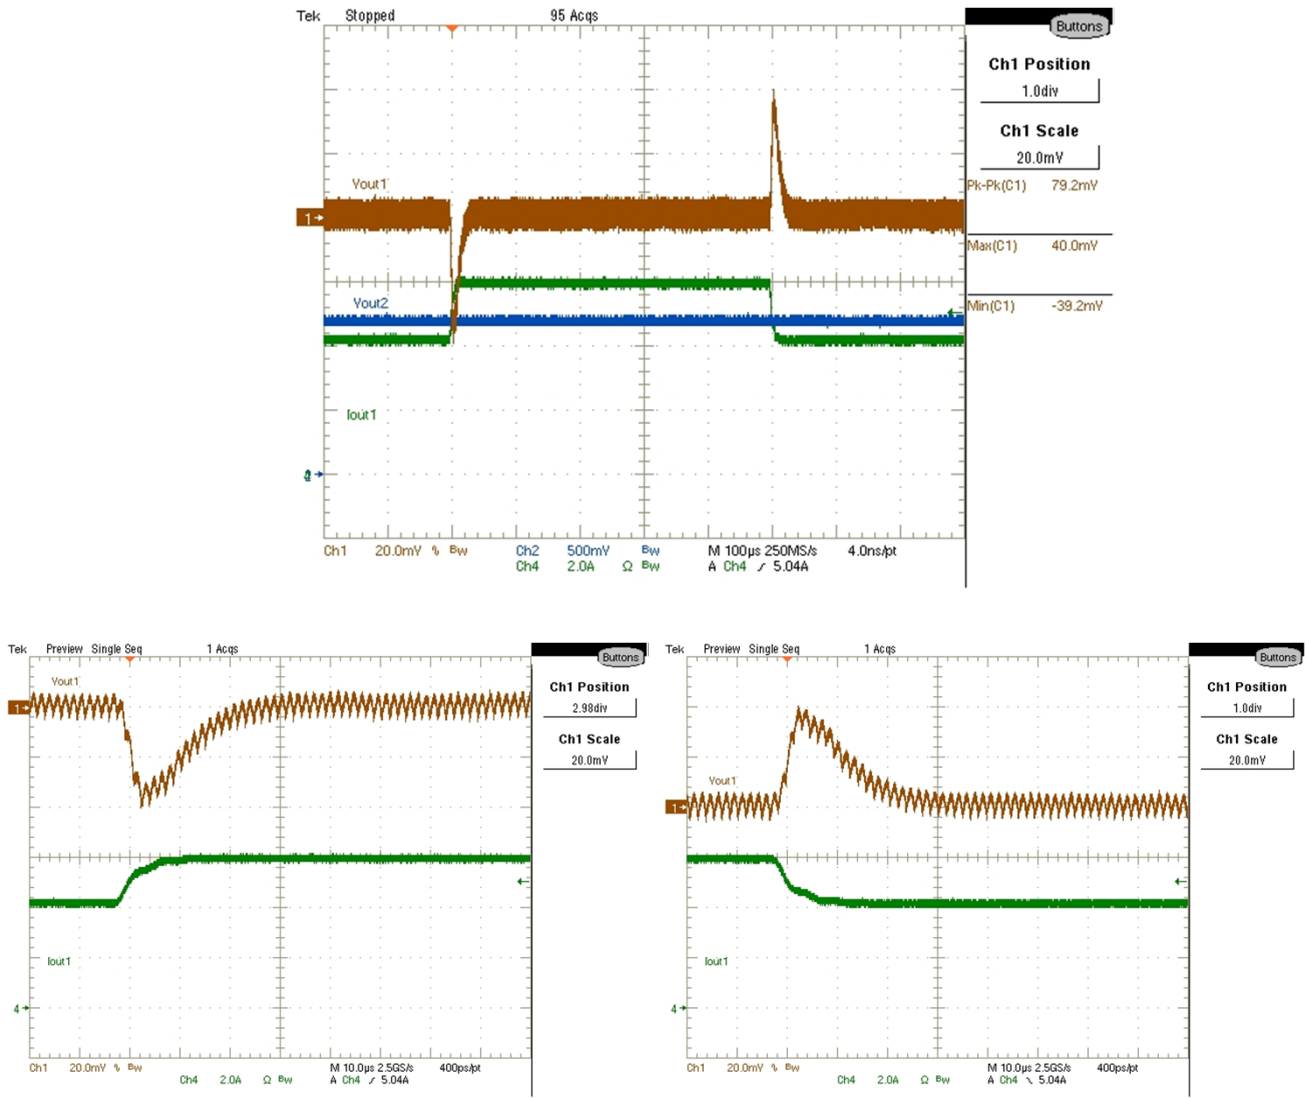 Tek Stopped 95 Acqs
Buttons
Ch1 Position
1.0div
Ch1 Scale
20.0mV
Pk-Pk(C1) 79.2mV
Max(C1) 40.0mV
Min(C1) -39.2mV
Vout1
1
Vout2
Iout1
Ch1 20.0mV % Bw Ch2 500mV Bw M 100µs 250MS/s 4.0ns/pt
Ch4 2.0A Ω Bw A Ch4 ∕ 5.04A
Tek Preview Single Seq 1 Acqs
Buttons
Vout1
Ch1 Position
1
2.98div
Ch1 Scale
20.0mV
Iout1
4
Ch1 20.0mV % Bw M 10.0µs 2.5GS/s 400ps/pt
Ch4 2.0A Ω Bw A Ch4 ∕ 5.04A
Tek Preview Single Seq 1 Acqs
Buttons
Ch1 Position
1.0div
Ch1 Scale
20.0mV
Vout1
1
Iout1
4
Ch1 20.0mV % Bw M 10.0µs 2.5GS/s 400ps/pt
Ch4 2.0A Ω Bw A Ch4 \ 5.04A